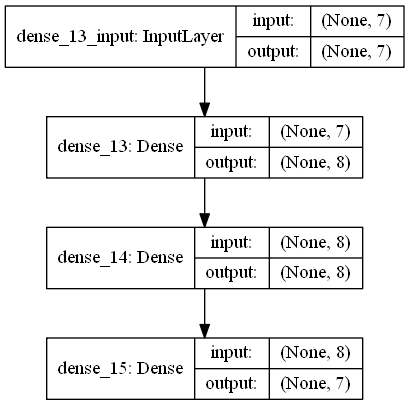 dense_13_input: InputLayer
input: (None, 7)
output: (None, 7)
dense_13: Dense
input: (None, 7)
output: (None, 8)
dense_14: Dense
input: (None, 8)
output: (None, 8)
dense_15: Dense
input: (None, 8)
output: (None, 7)